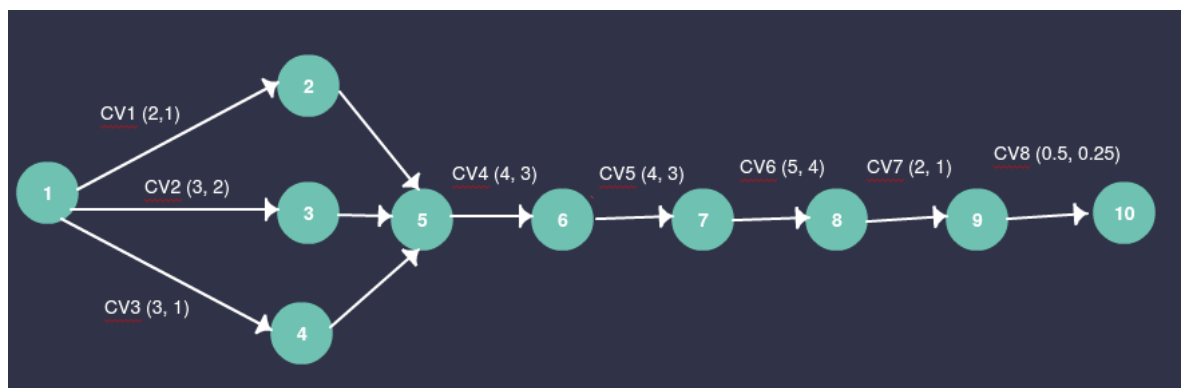 CV1 (2,1)
CV2 (3, 2)
CV3 (3, 1)
CV4 (4, 3)
CV5 (4, 3)
CV6 (5, 4)
CV7 (2, 1)
CV8 (0.5, 0.25)
1
2
3
4
5
6
7
8
9
10